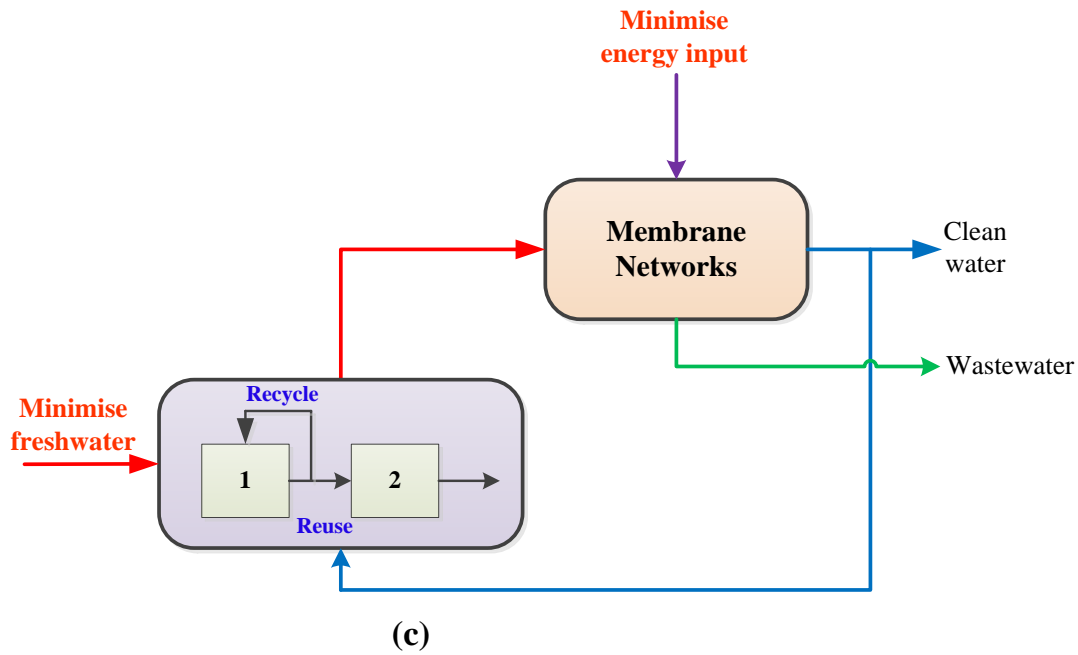 Minimise
energy input
Membrane
Networks
Clean
water
Wastewater
Recycle
Minimise
freshwater
1
2
Reuse
(c)